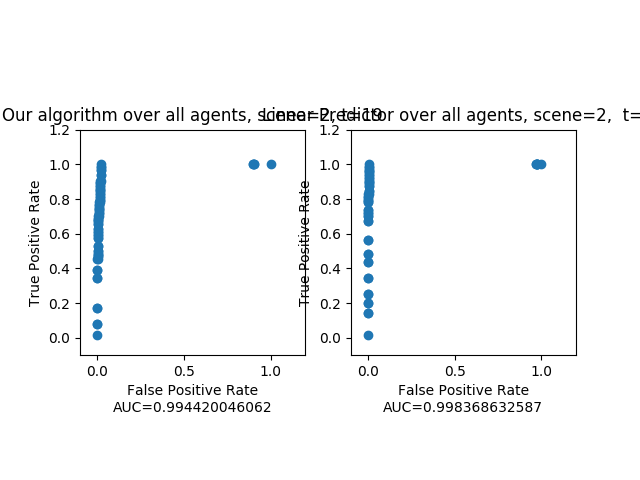 Our algorithm over all agents, scene=2, t=19
Linear Predictor over all agents, scene=2,  t=
1.2
1.0
0.8
0.6
0.4
0.2
0.0
True Positive Rate
0.0 0.5 1.0
False Positive Rate
AUC=0.994420046062
1.2
1.0
0.8
0.6
0.4
0.2
0.0
True Positive Rate
0.0 0.5 1.0
False Positive Rate
AUC=0.998368632587